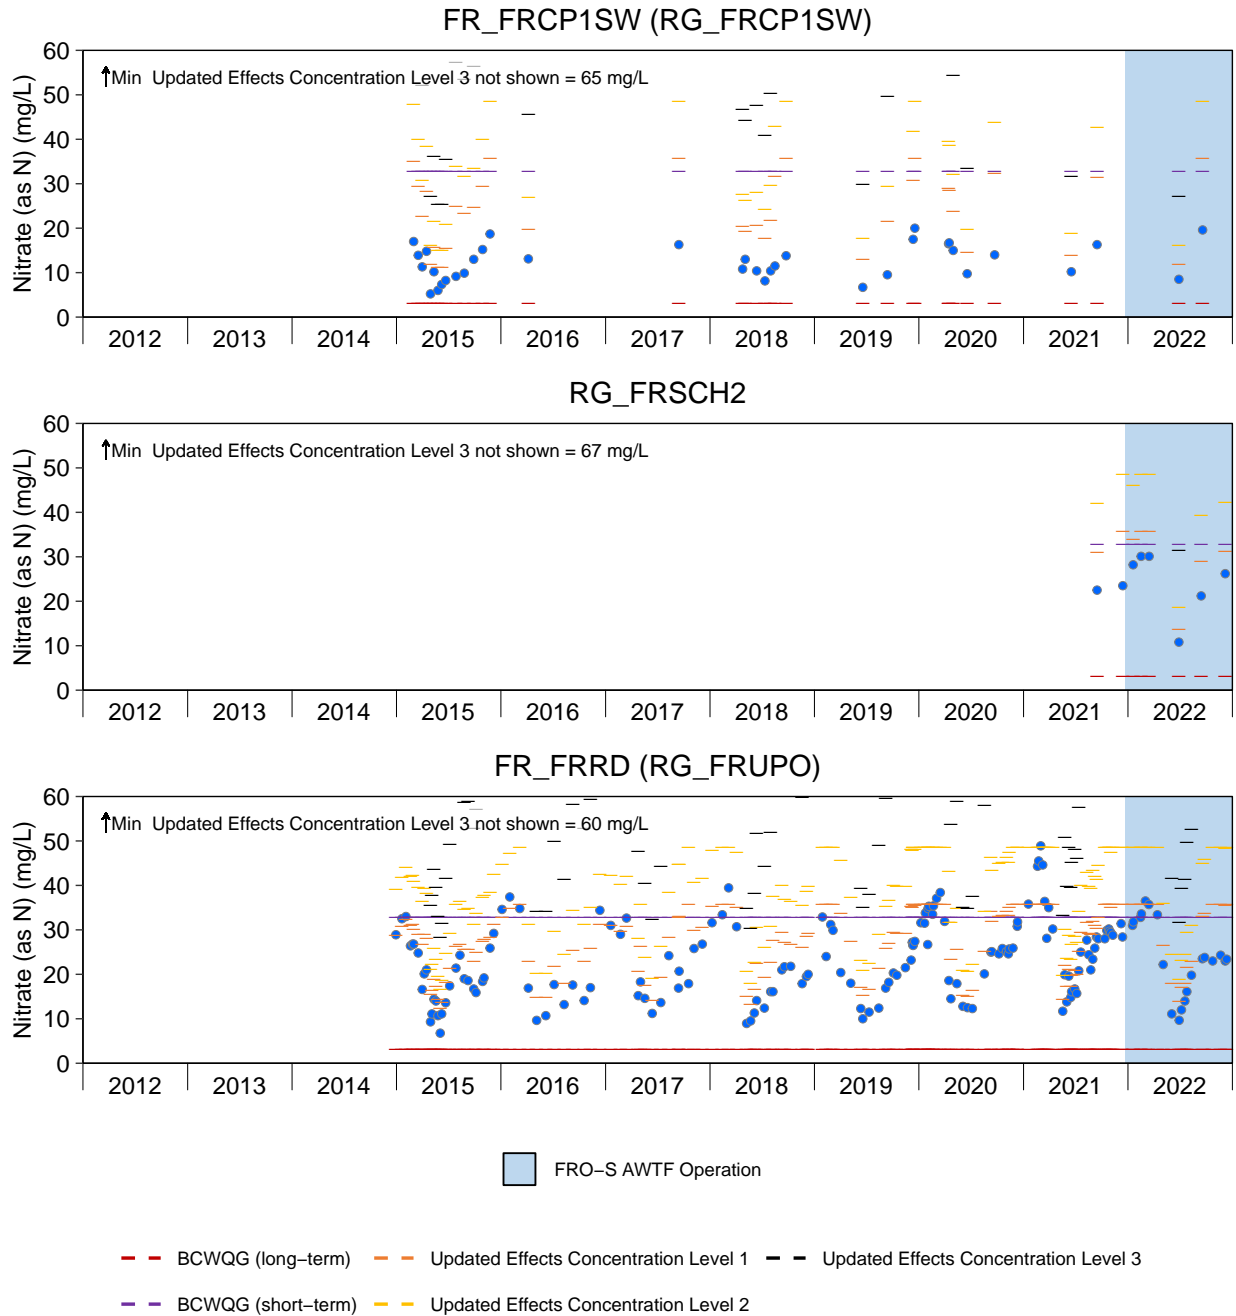 FR_FRCP1SW (RG_FRCP1SW)
Nitrate (as N) (mg/L)
60
50
40
30
20
10
0
↑Min Updated Effects Concentration Level 3 not shown = 65 mg/L
2012 2013 2014 2015 2016 2017 2018 2019 2020 2021 2022
RG_FRSCH2
Nitrate (as N) (mg/L)
60
50
40
30
20
10
0
↑Min Updated Effects Concentration Level 3 not shown = 67 mg/L
2012 2013 2014 2015 2016 2017 2018 2019 2020 2021 2022
FR_FRRD (RG_FRUPO)
Nitrate (as N) (mg/L)
60
50
40
30
20
10
0
↑Min Updated Effects Concentration Level 3 not shown = 60 mg/L
2012 2013 2014 2015 2016 2017 2018 2019 2020 2021 2022
FRO−S AWTF Operation
BCWQG (long−term) Updated Effects Concentration Level 1 Updated Effects Concentration Level 3
BCWQG (short−term) Updated Effects Concentration Level 2